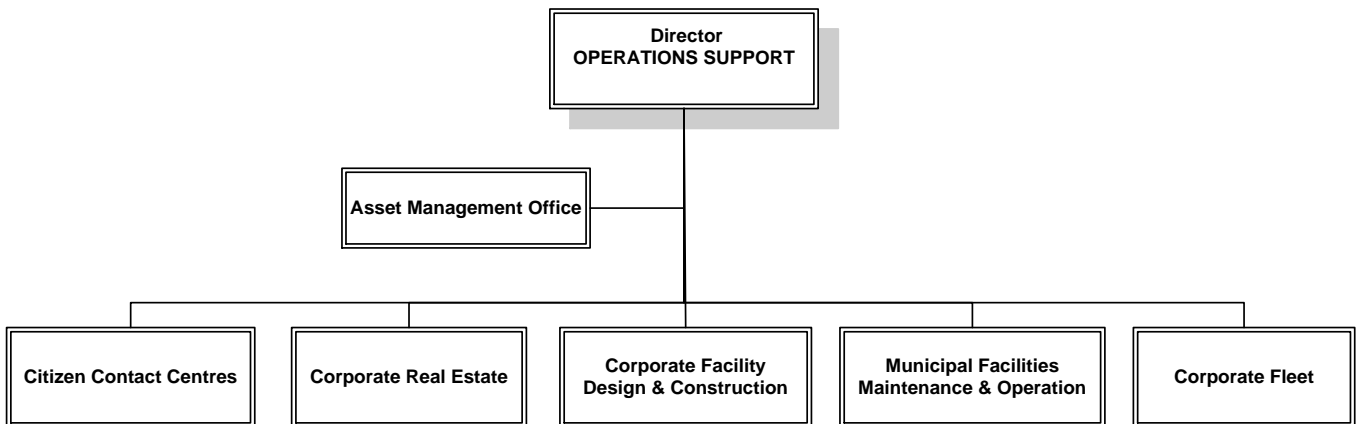 Director
OPERATIONS SUPPORT
Asset Management Office
Citizen Contact Centres
Corporate Real Estate
Corporate Facility
Design & Construction
Municipal Facilities
Maintenance & Operation
Corporate Fleet